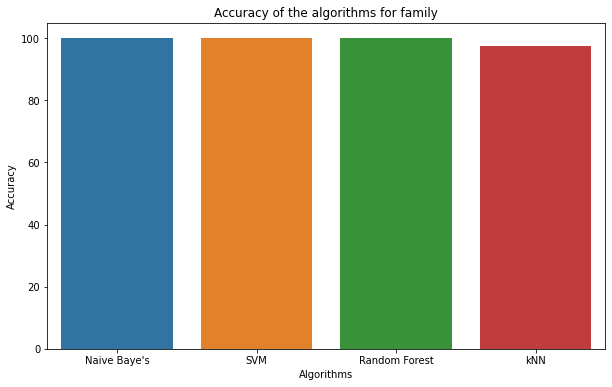 Accuracy of the algorithms for family
100
80
60
40
20
0
Accuracy
Naive Baye's SVM Random Forest kNN
Algorithms